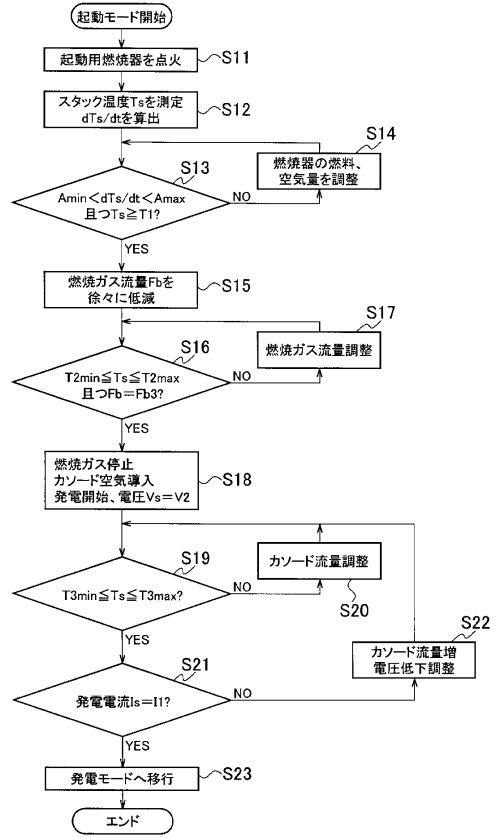 起動モード開始
起動用燃焼器を点火
S11
スタック温度Tsを測定
dTs/dtを算出
S12
S14
燃焼器の燃料、
空気量を調整
S13
Amin＜dTs/dt＜Amax
且つTs≧T1?
NO
YES
燃焼ガス流量Fbを
徐々に低減
S15
S17
燃焼ガス流量調整
S16
T2min≦Ts≦T2max
且つFb＝Fb3?
NO
YES
燃焼ガス停止
カソード空気導入
発電開始、電圧Vs＝V2
S18
S19
カソード流量調整
T3min≦Ts≦T3max?
NO
S20
YES
S22
カソード流量増
電圧低下調整
S21
発電電流Is＝I1?
NO
YES
発電モードへ移行
S23
エンド